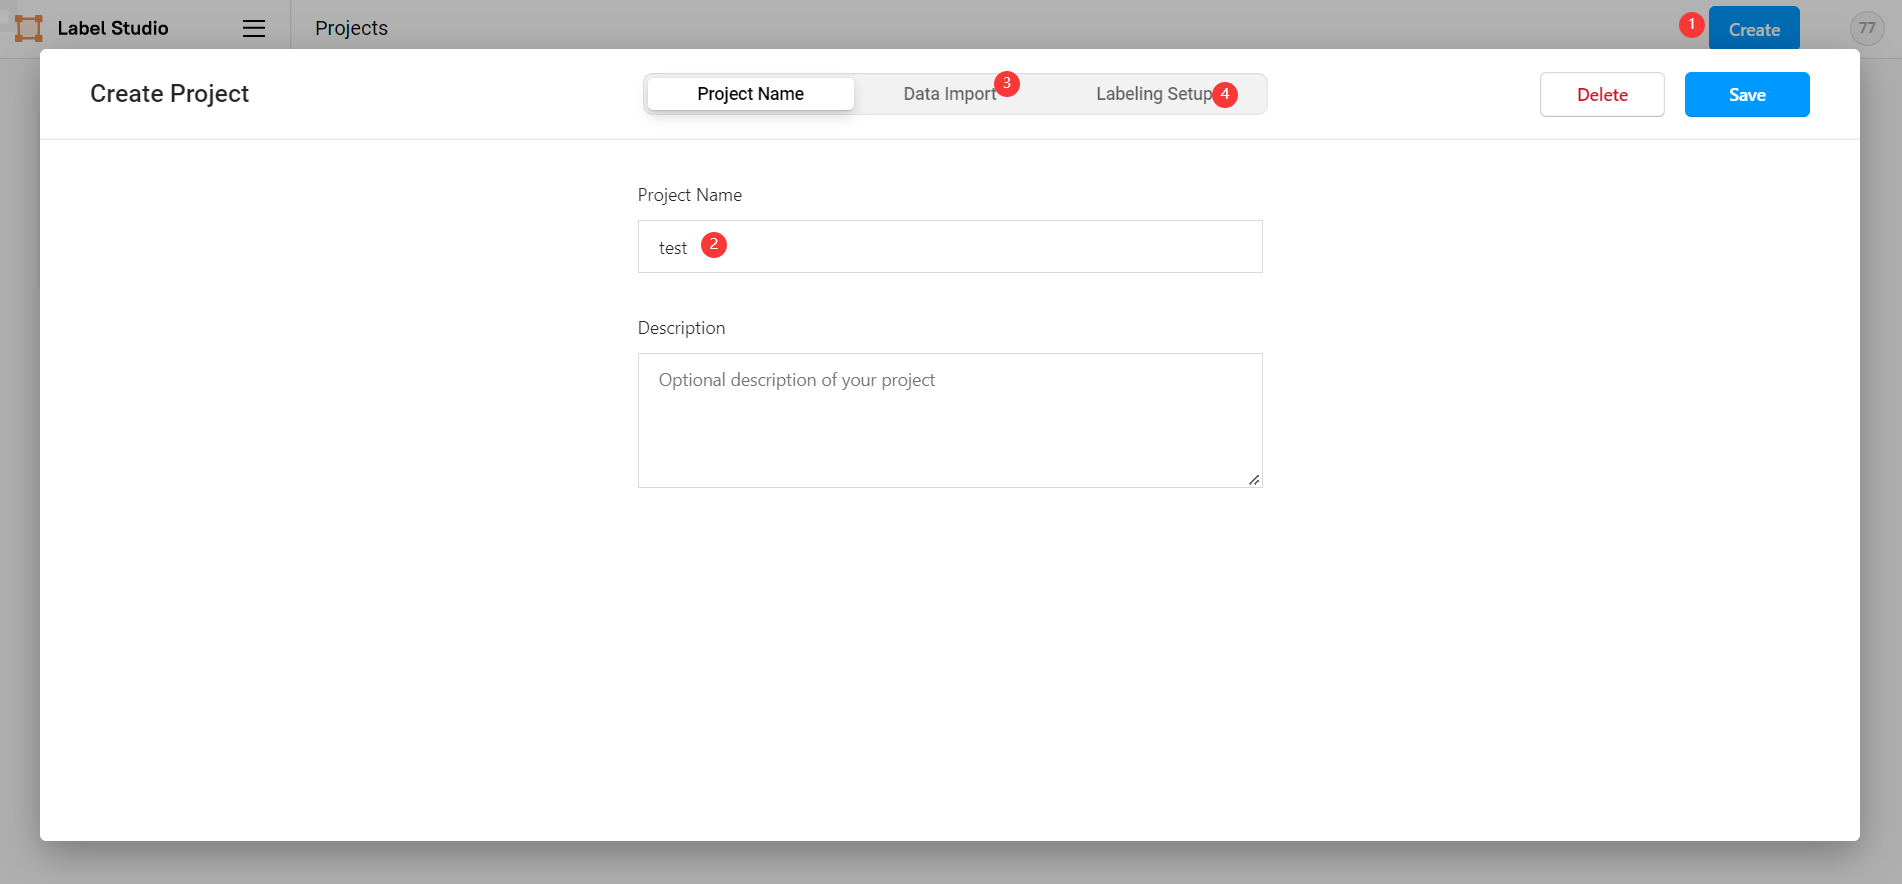 Label Studio
Projects
1
Create
77
Create Project
Project Name
Data Import
3
Labeling Setup
4
Delete
Save
Project Name
test
2
Description
Optional description of your project